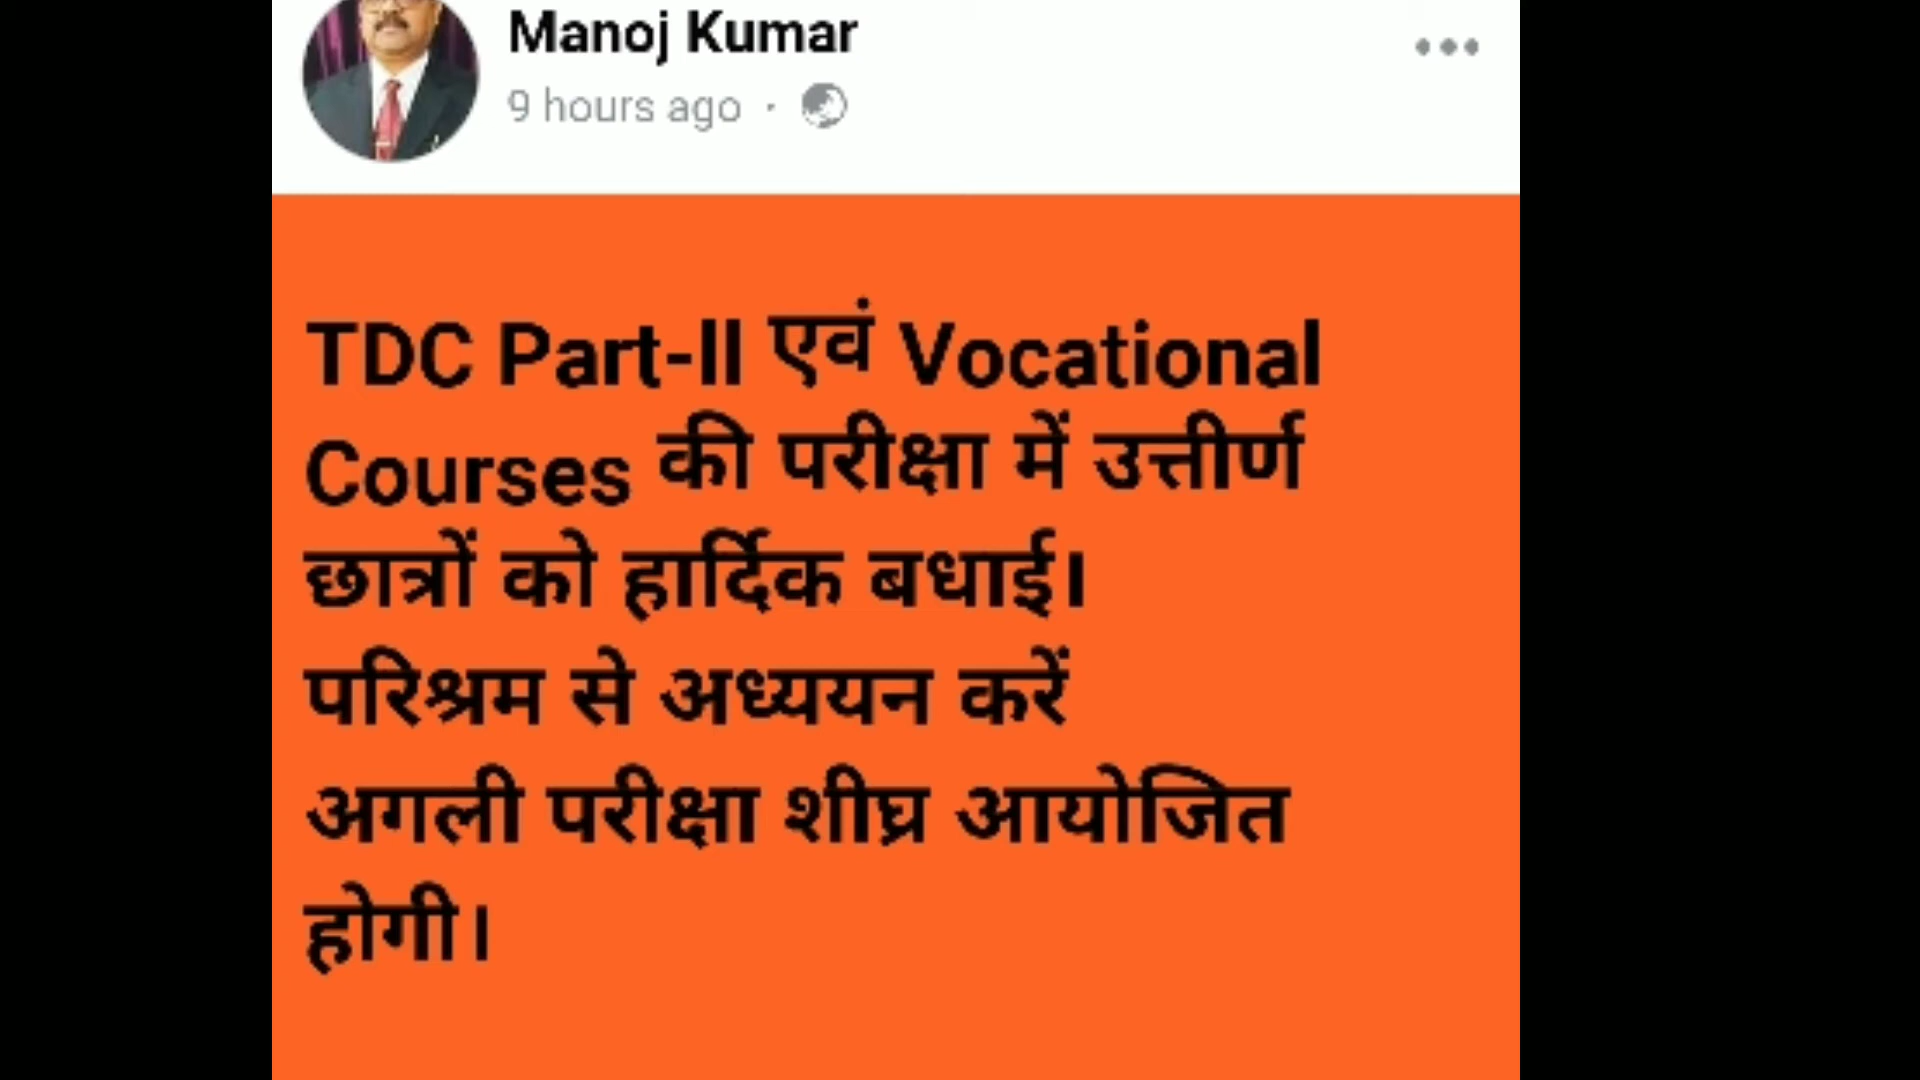 Manoj Kumar
9 hours ago ·
TDC Part-II एवं Vocational
Courses की परीक्षा में उत्तीर्ण
छात्रों को हार्दिक बधाई।
परिश्रम से अध्ययन करें
अगली परीक्षा शीघ्र आयोजित
होगी।